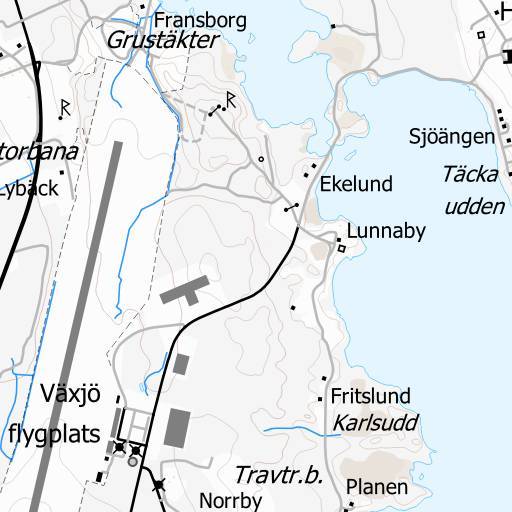 Fransborg
Grustäkter
H
Sjöängen
torbana
Lybäck
Ekelund
Täcka
udden
Lunnaby
Växjö
flygplats
Fritslund
Karlsudd
Travtr.b.
Planen
Norrby